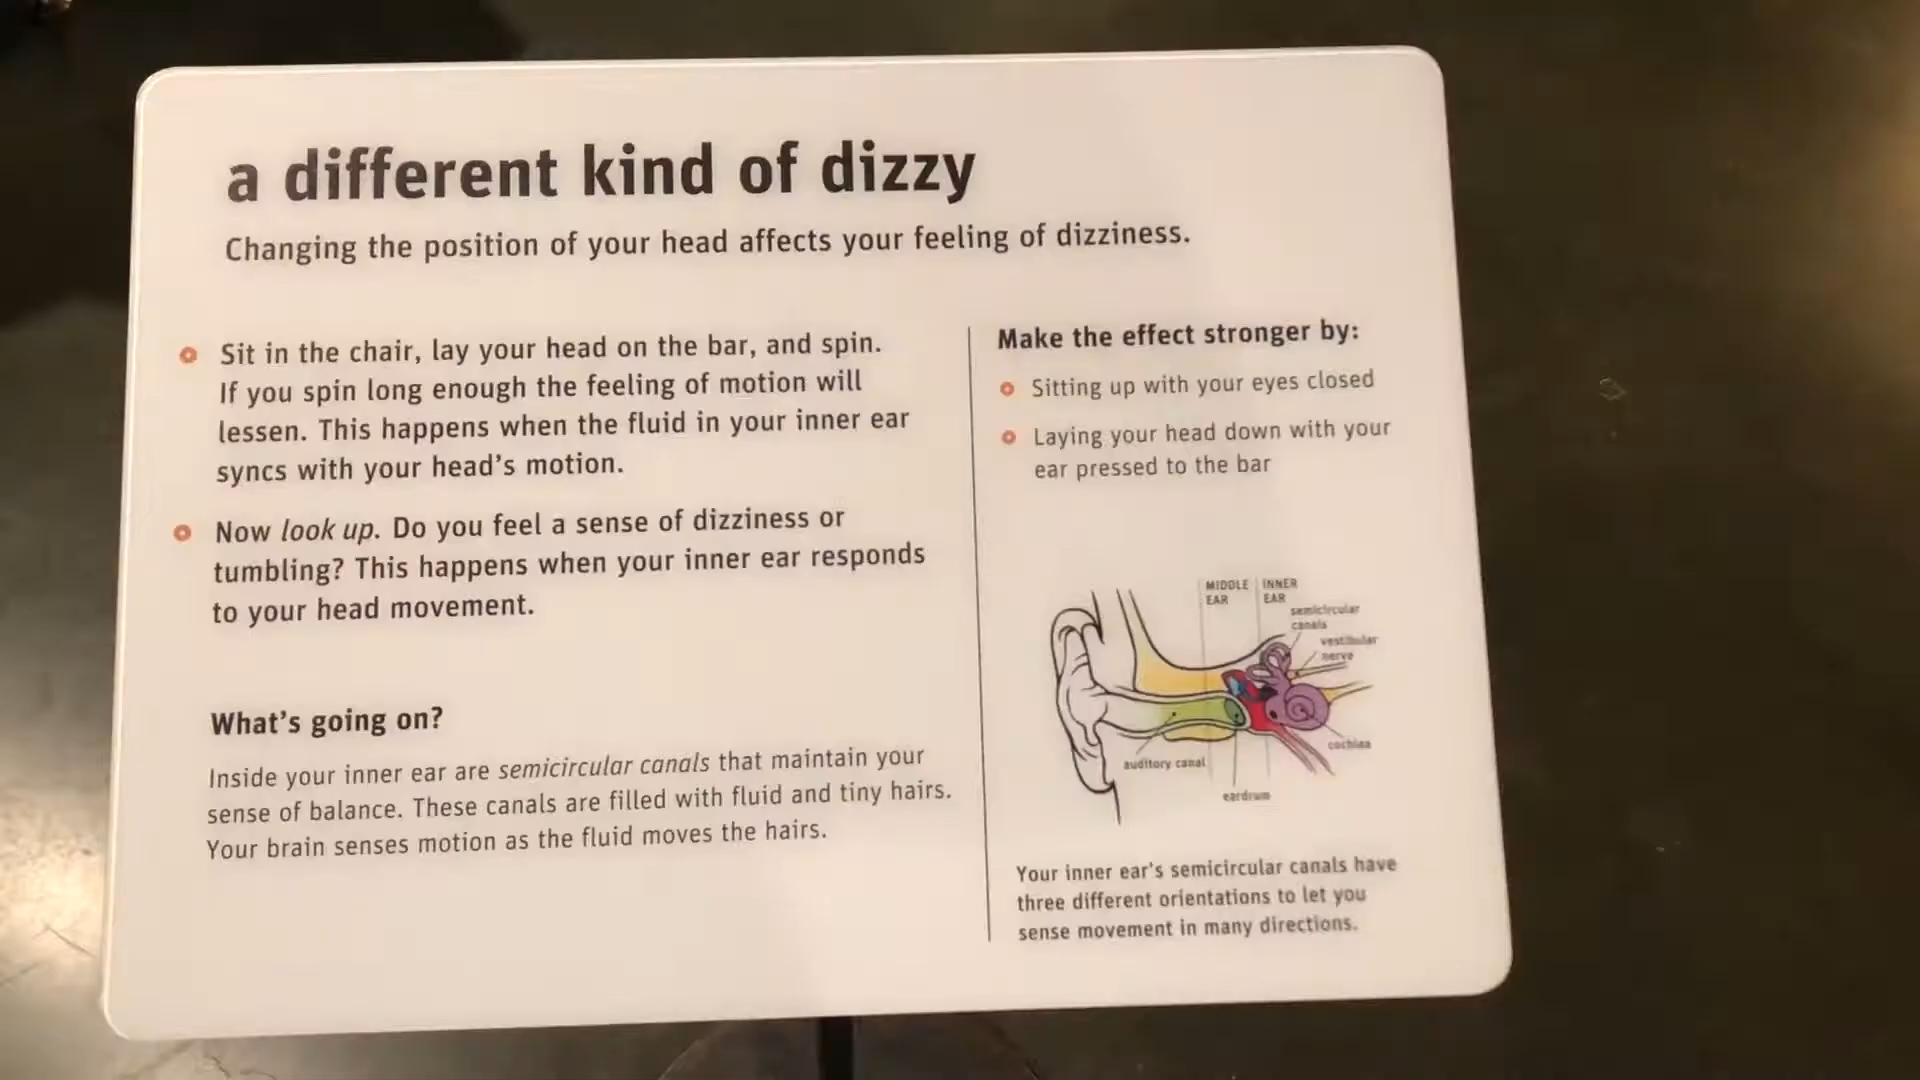 a different kind of dizzy
Changing the position of your head affects your feeling of dizziness.
Sit in the chair, lay your head on the bar, and spin.
If you spin long enough the feeling of motion will
lessen. This happens when the fluid in your inner ear
syncs with your head's motion.
Now look up. Do you feel a sense of dizziness or
tumbling? This happens when your inner ear responds
to your head movement.
What's going on?
Inside your inner ear are semicircular canals that maintain your
sense of balance. These canals are filled with fluid and tiny hairs.
Your brain senses motion as the fluid moves the hairs.
Make the effect stronger by:
Sitting up with your eyes closed
Laying your head down with your
ear pressed to the bar
MIDDLE
EAR
INNER
EAR
semicircular
canals
vestibular
nerve
cochlea
auditory canal
eardrum
Your inner ear's semicircular canals have
three different orientations to let you
sense movement in many directions.